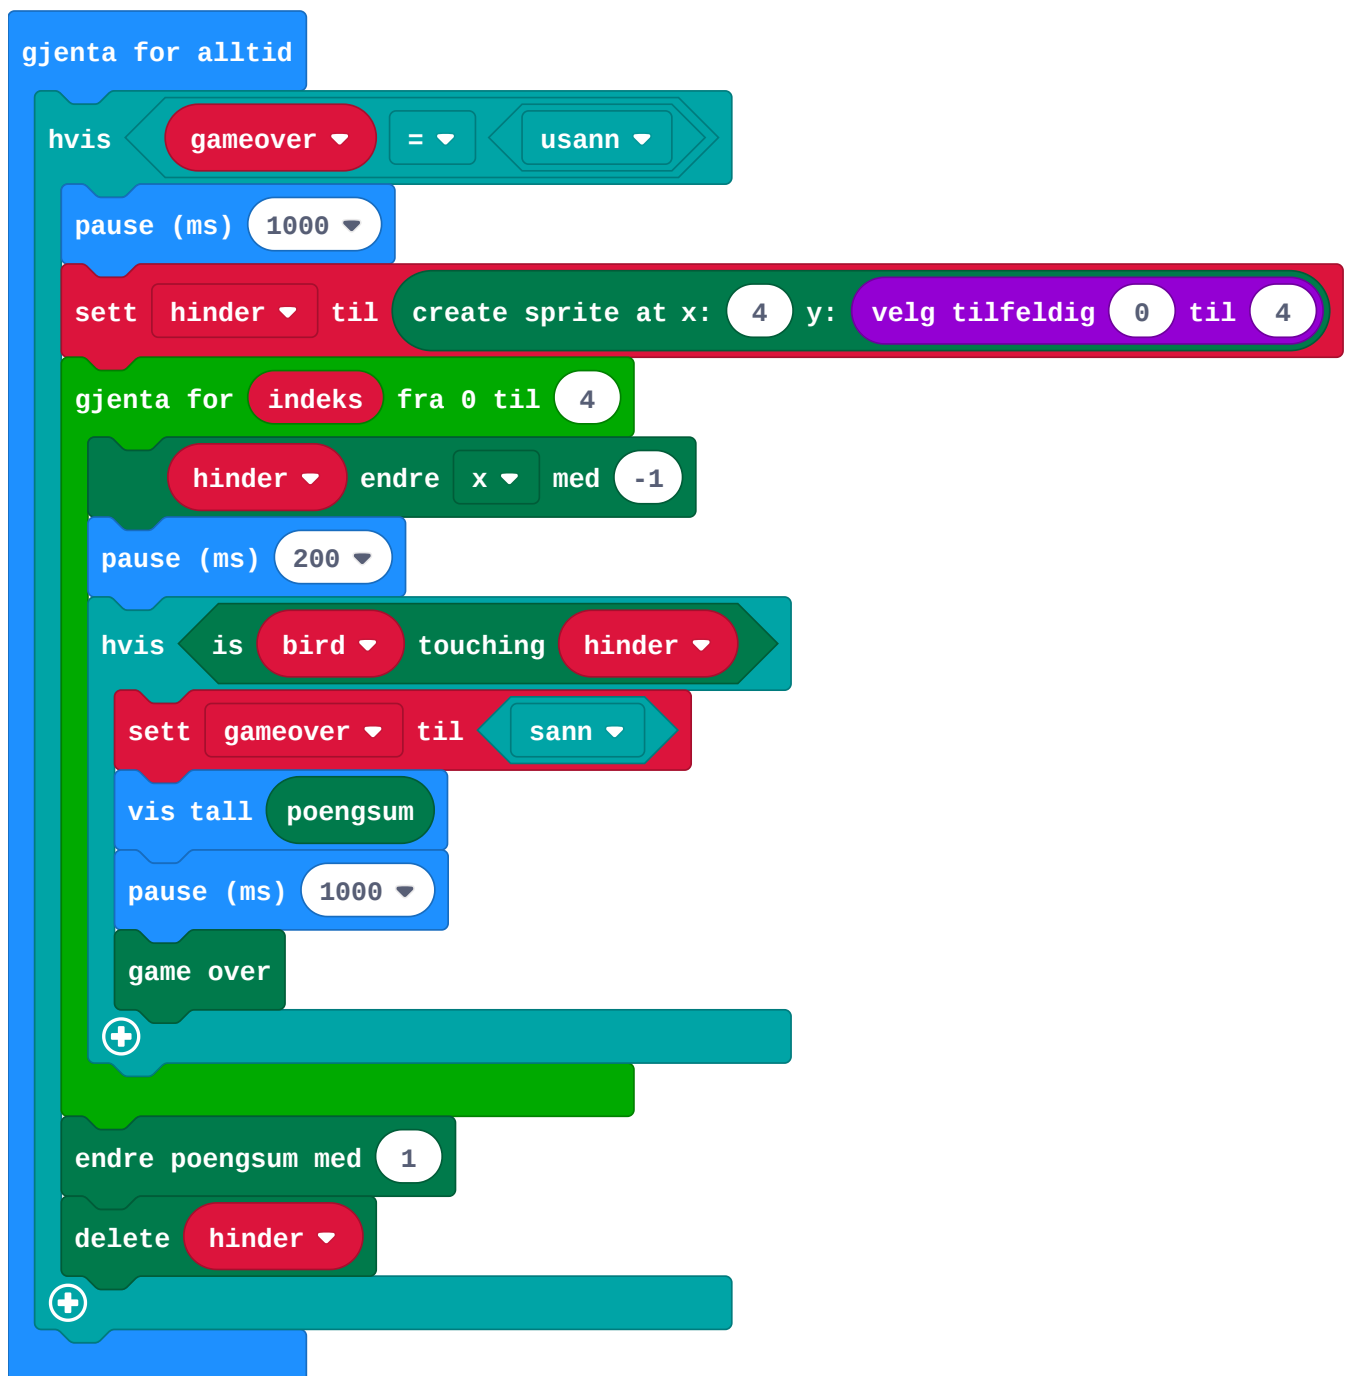 gjenta for alltid
hvis gameover = usann
pause (ms) 1000
sett hinder til create sprite at x: 4 y: velg tilfeldig 0 til 4
gjenta for indeks fra 0 til 4
hinder endre x med -1
pause (ms) 200
hvis is bird touching hinder
sett gameover til sann
vis tall poengsum
pause (ms) 1000
game over
endre poengsum med 1
delete hinder